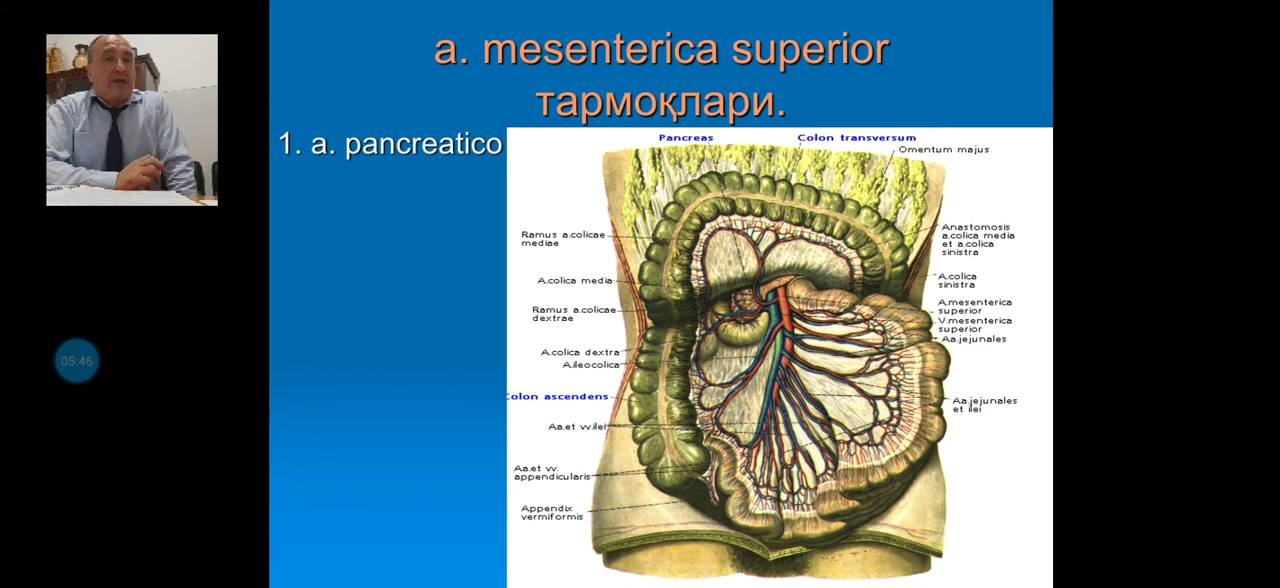 a. mesenterica superior
тармоқлари.
1. a. pancreatico
Pancreas
Colon transversum
Omentum majus
Ramus a.colicae
mediae
A.colica media
Ramus a.colicae
dextrae
A.colica dextra
A.ileocolica
Colon ascendens
Aa.et vv.ilei
Aa.et vv.
appendicularis
Appendix
vermiformis
Anastomosis
a.colica media
et a.colica
sinistra
A.colica
sinistra
A.mesenterica
superior
V.mesenterica
superior
Aa.jejunales
Aa.jejunales
et ilei
05:46